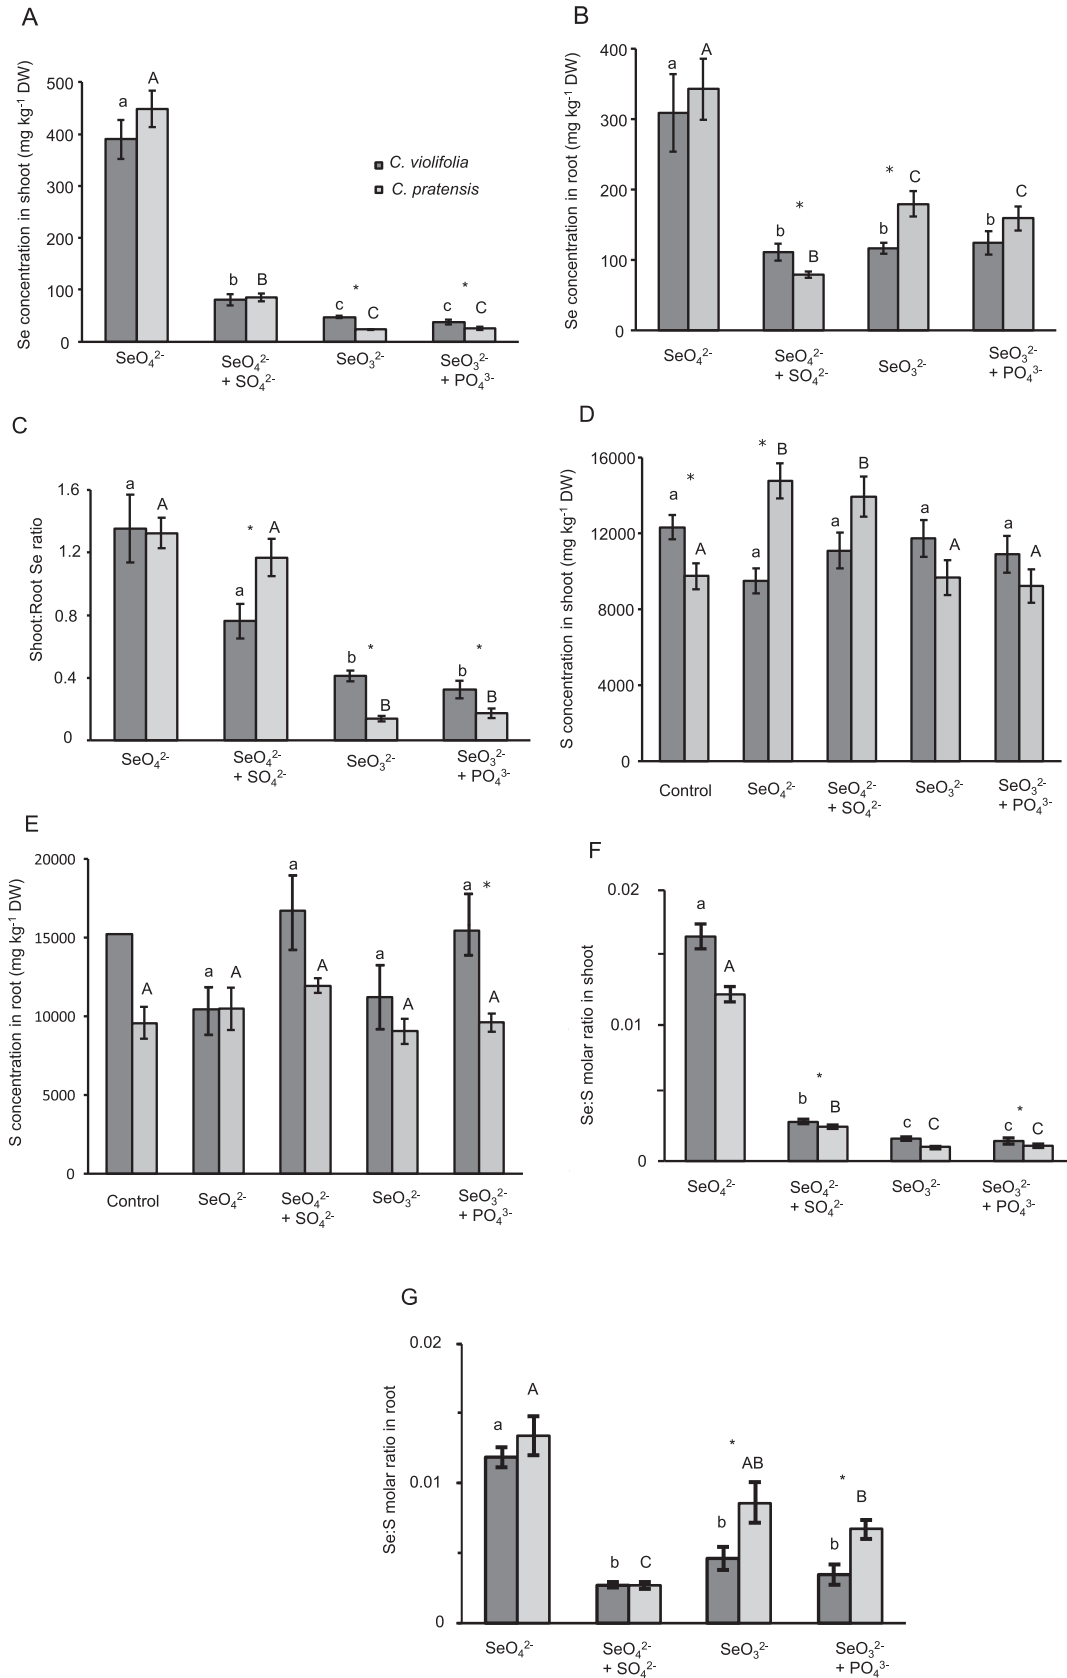 A
Se concentration in shoot (mg kg⁻¹ DW)
500
400
300
200
100
0
a
A
b
B
*
c
C
*
c
C
C. violifolia
C. pratensis
SeO₄²⁻
SeO₄²⁻
+ SO₄²⁻
SeO₃²⁻
SeO₃²⁻
+ PO₄³⁻
B
Se concentration in root (mg kg⁻¹ DW)
400
300
200
100
0
a
A
*
b
B
*
b
C
b
C
SeO₄²⁻
SeO₄²⁻
+ SO₄²⁻
SeO₃²⁻
SeO₃²⁻
+ PO₄³⁻
C
Shoot:Root Se ratio
1.6
1.2
0.8
0.4
0
a
A
*
a
A
*
b
B
*
b
B
SeO₄²⁻
SeO₄²⁻
+ SO₄²⁻
SeO₃²⁻
SeO₃²⁻
+ PO₄³⁻
D
S concentration in shoot (mg kg⁻¹ DW)
16000
12000
8000
4000
0
*
a
A
*
a
B
a
B
a
A
a
A
Control
SeO₄²⁻
SeO₄²⁻
+ SO₄²⁻
SeO₃²⁻
SeO₃²⁻
+ PO₄³⁻
E
S concentration in root (mg kg⁻¹ DW)
20000
15000
10000
5000
0
A
a
A
a
A
a
A
a
*
A
Control
SeO₄²⁻
SeO₄²⁻
+ SO₄²⁻
SeO₃²⁻
SeO₃²⁻
+ PO₄³⁻
F
Se:S molar ratio in shoot
0.02
0.01
0
a
A
*
b
B
c
C
*
c
C
SeO₄²⁻
SeO₄²⁻
+ SO₄²⁻
SeO₃²⁻
SeO₃²⁻
+ PO₄³⁻
G
Se:S molar ratio in root
0.02
0.01
0
a
A
b
C
*
b
AB
*
b
B
SeO₄²⁻
SeO₄²⁻
+ SO₄²⁻
SeO₃²⁻
SeO₃²⁻
+ PO₄³⁻